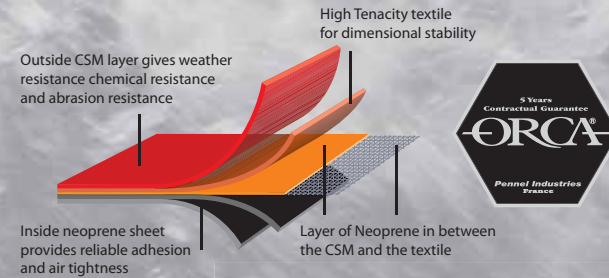 High Tenacity textile
for dimensional stability
Outside CSM layer gives weather
resistance chemical resistance
and abrasion resistance
5 Years
Contractual Guarantee
ORCA®
Pennel Industries
France
Inside neoprene sheet
provides reliable adhesion
and air tightness
Layer of Neoprene in between
the CSM and the textile